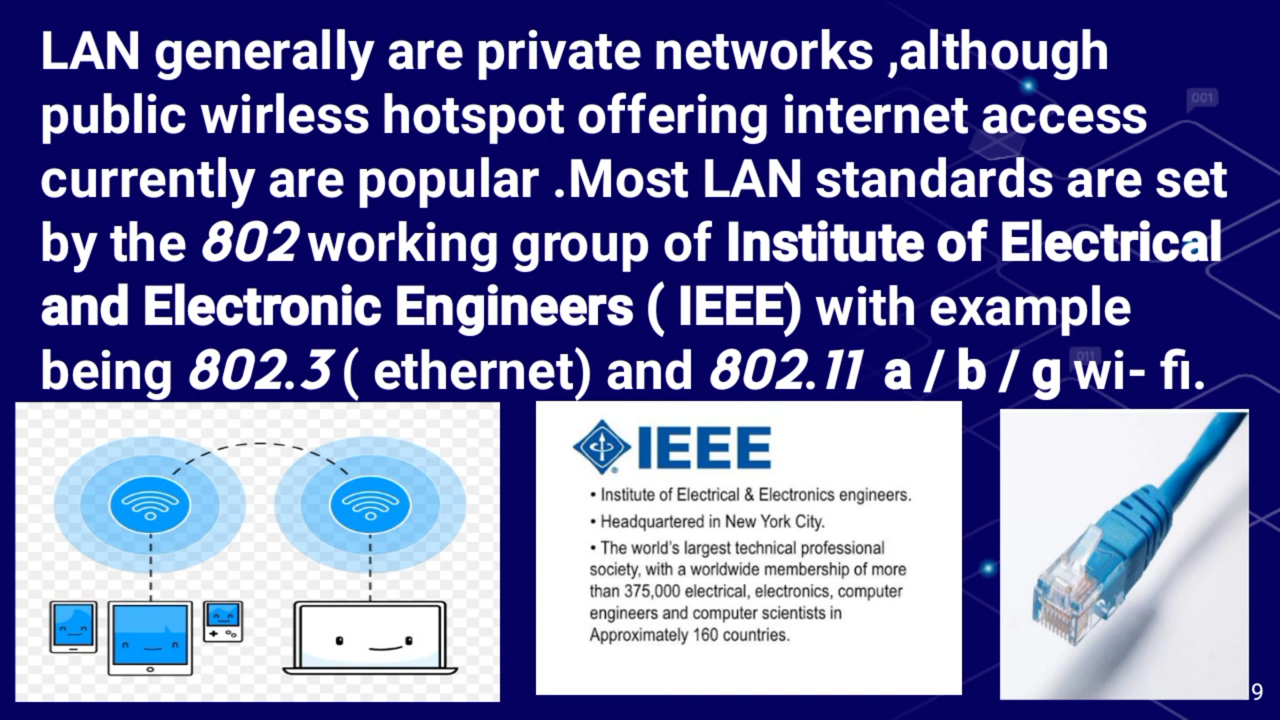 LAN generally are private networks ,although
public wirless hotspot offering internet access
currently are popular .Most LAN standards are set
by the 802 working group of Institute of Electrical
and Electronic Engineers ( IEEE) with example
being 802.3 ( ethernet) and 802.11 a / b / g wi- fi.
001
011
IEEE
• Institute of Electrical & Electronics engineers.
• Headquartered in New York City.
• The world's largest technical professional
society, with a worldwide membership of more
than 375,000 electrical, electronics, computer
engineers and computer scientists in
Approximately 160 countries.
9